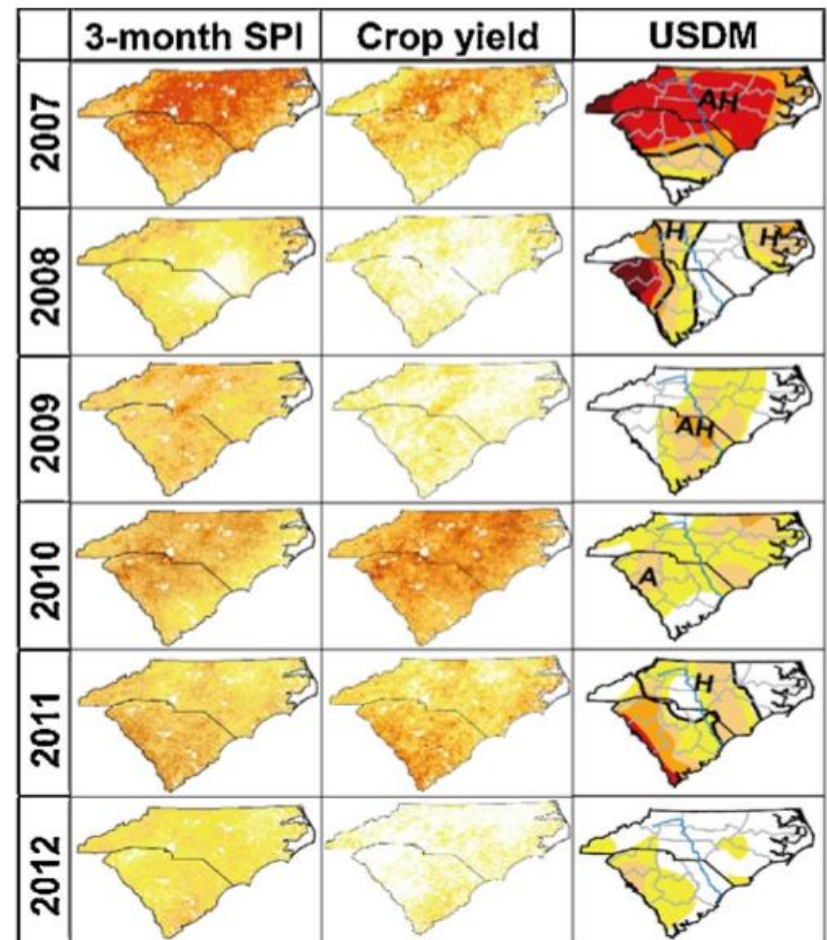 3-month SPI Crop yield USDM
2007 AH
2008 H H
2009 AH
2010 A
2011 H
2012